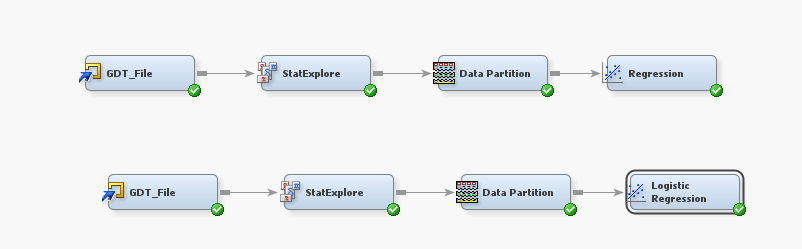 GDT_File
StatExplore
Data Partition
Regression
GDT_File
StatExplore
Data Partition
Logistic
Regression